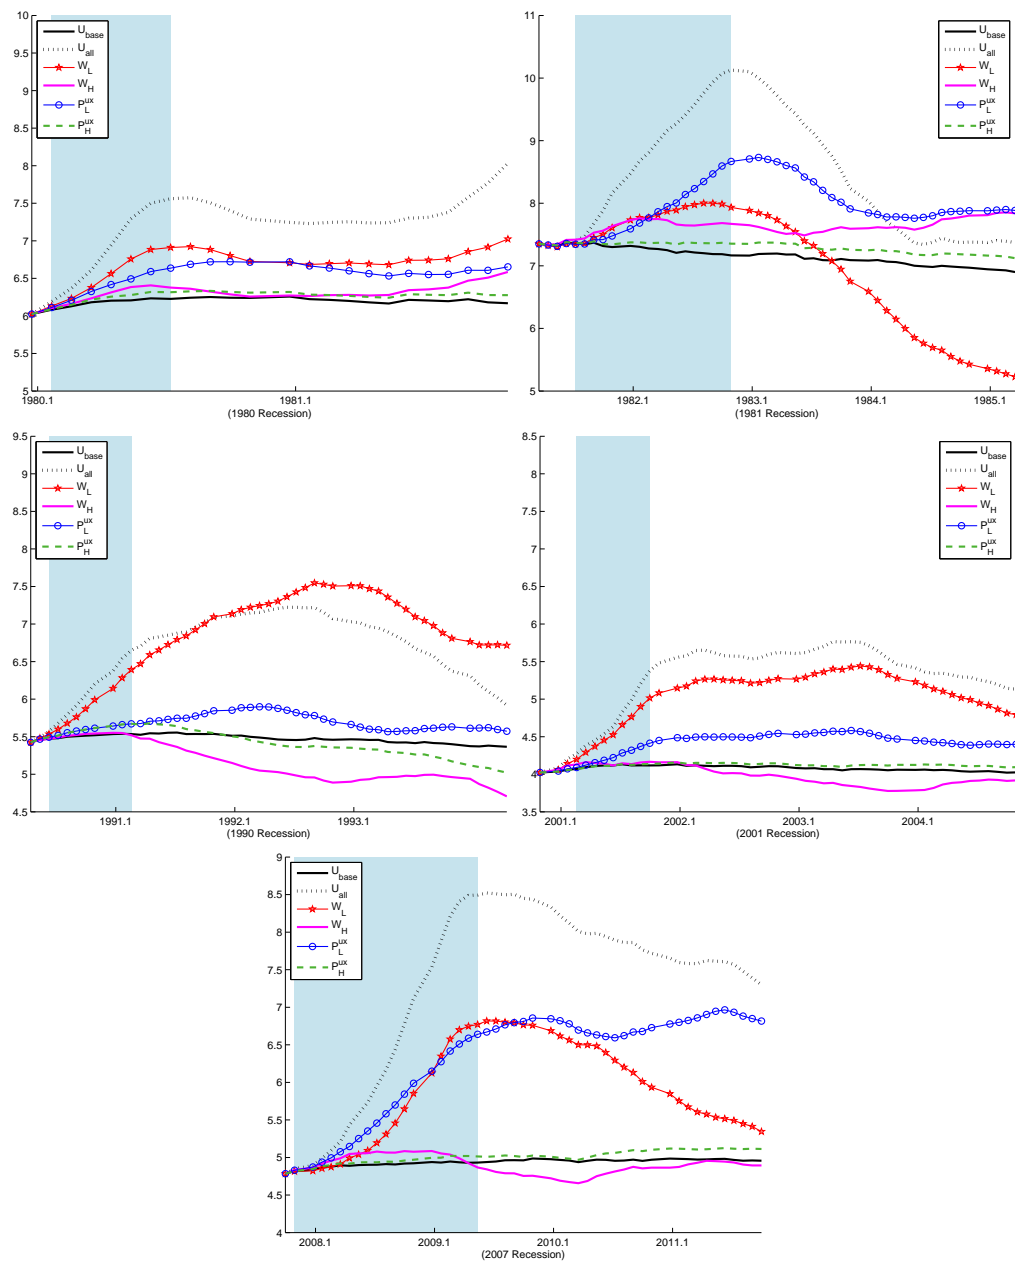 10
9.5
9
8.5
8
7.5
7
6.5
6
5.5
5
U_base
U_all
W_L
W_H
P_L^ux
P_H^ux
1980.1 1981.1
(1980 Recession)
11
10
9
8
7
6
5
U_base
U_all
W_L
W_H
P_L^ux
P_H^ux
1982.1 1983.1 1984.1 1985.1
(1981 Recession)
9.5
9
8.5
8
7.5
7
6.5
6
5.5
5
4.5
U_base
U_all
W_L
W_H
P_L^ux
P_H^ux
1991.1 1992.1 1993.1
(1990 Recession)
8.5
8
7.5
7
6.5
6
5.5
5
4.5
4
3.5
U_base
U_all
W_L
W_H
P_L^ux
P_H^ux
2001.1 2002.1 2003.1 2004.1
(2001 Recession)
9
8.5
8
7.5
7
6.5
6
5.5
5
4.5
4
U_base
U_all
W_L
W_H
P_L^ux
P_H^ux
2008.1 2009.1 2010.1 2011.1
(2007 Recession)